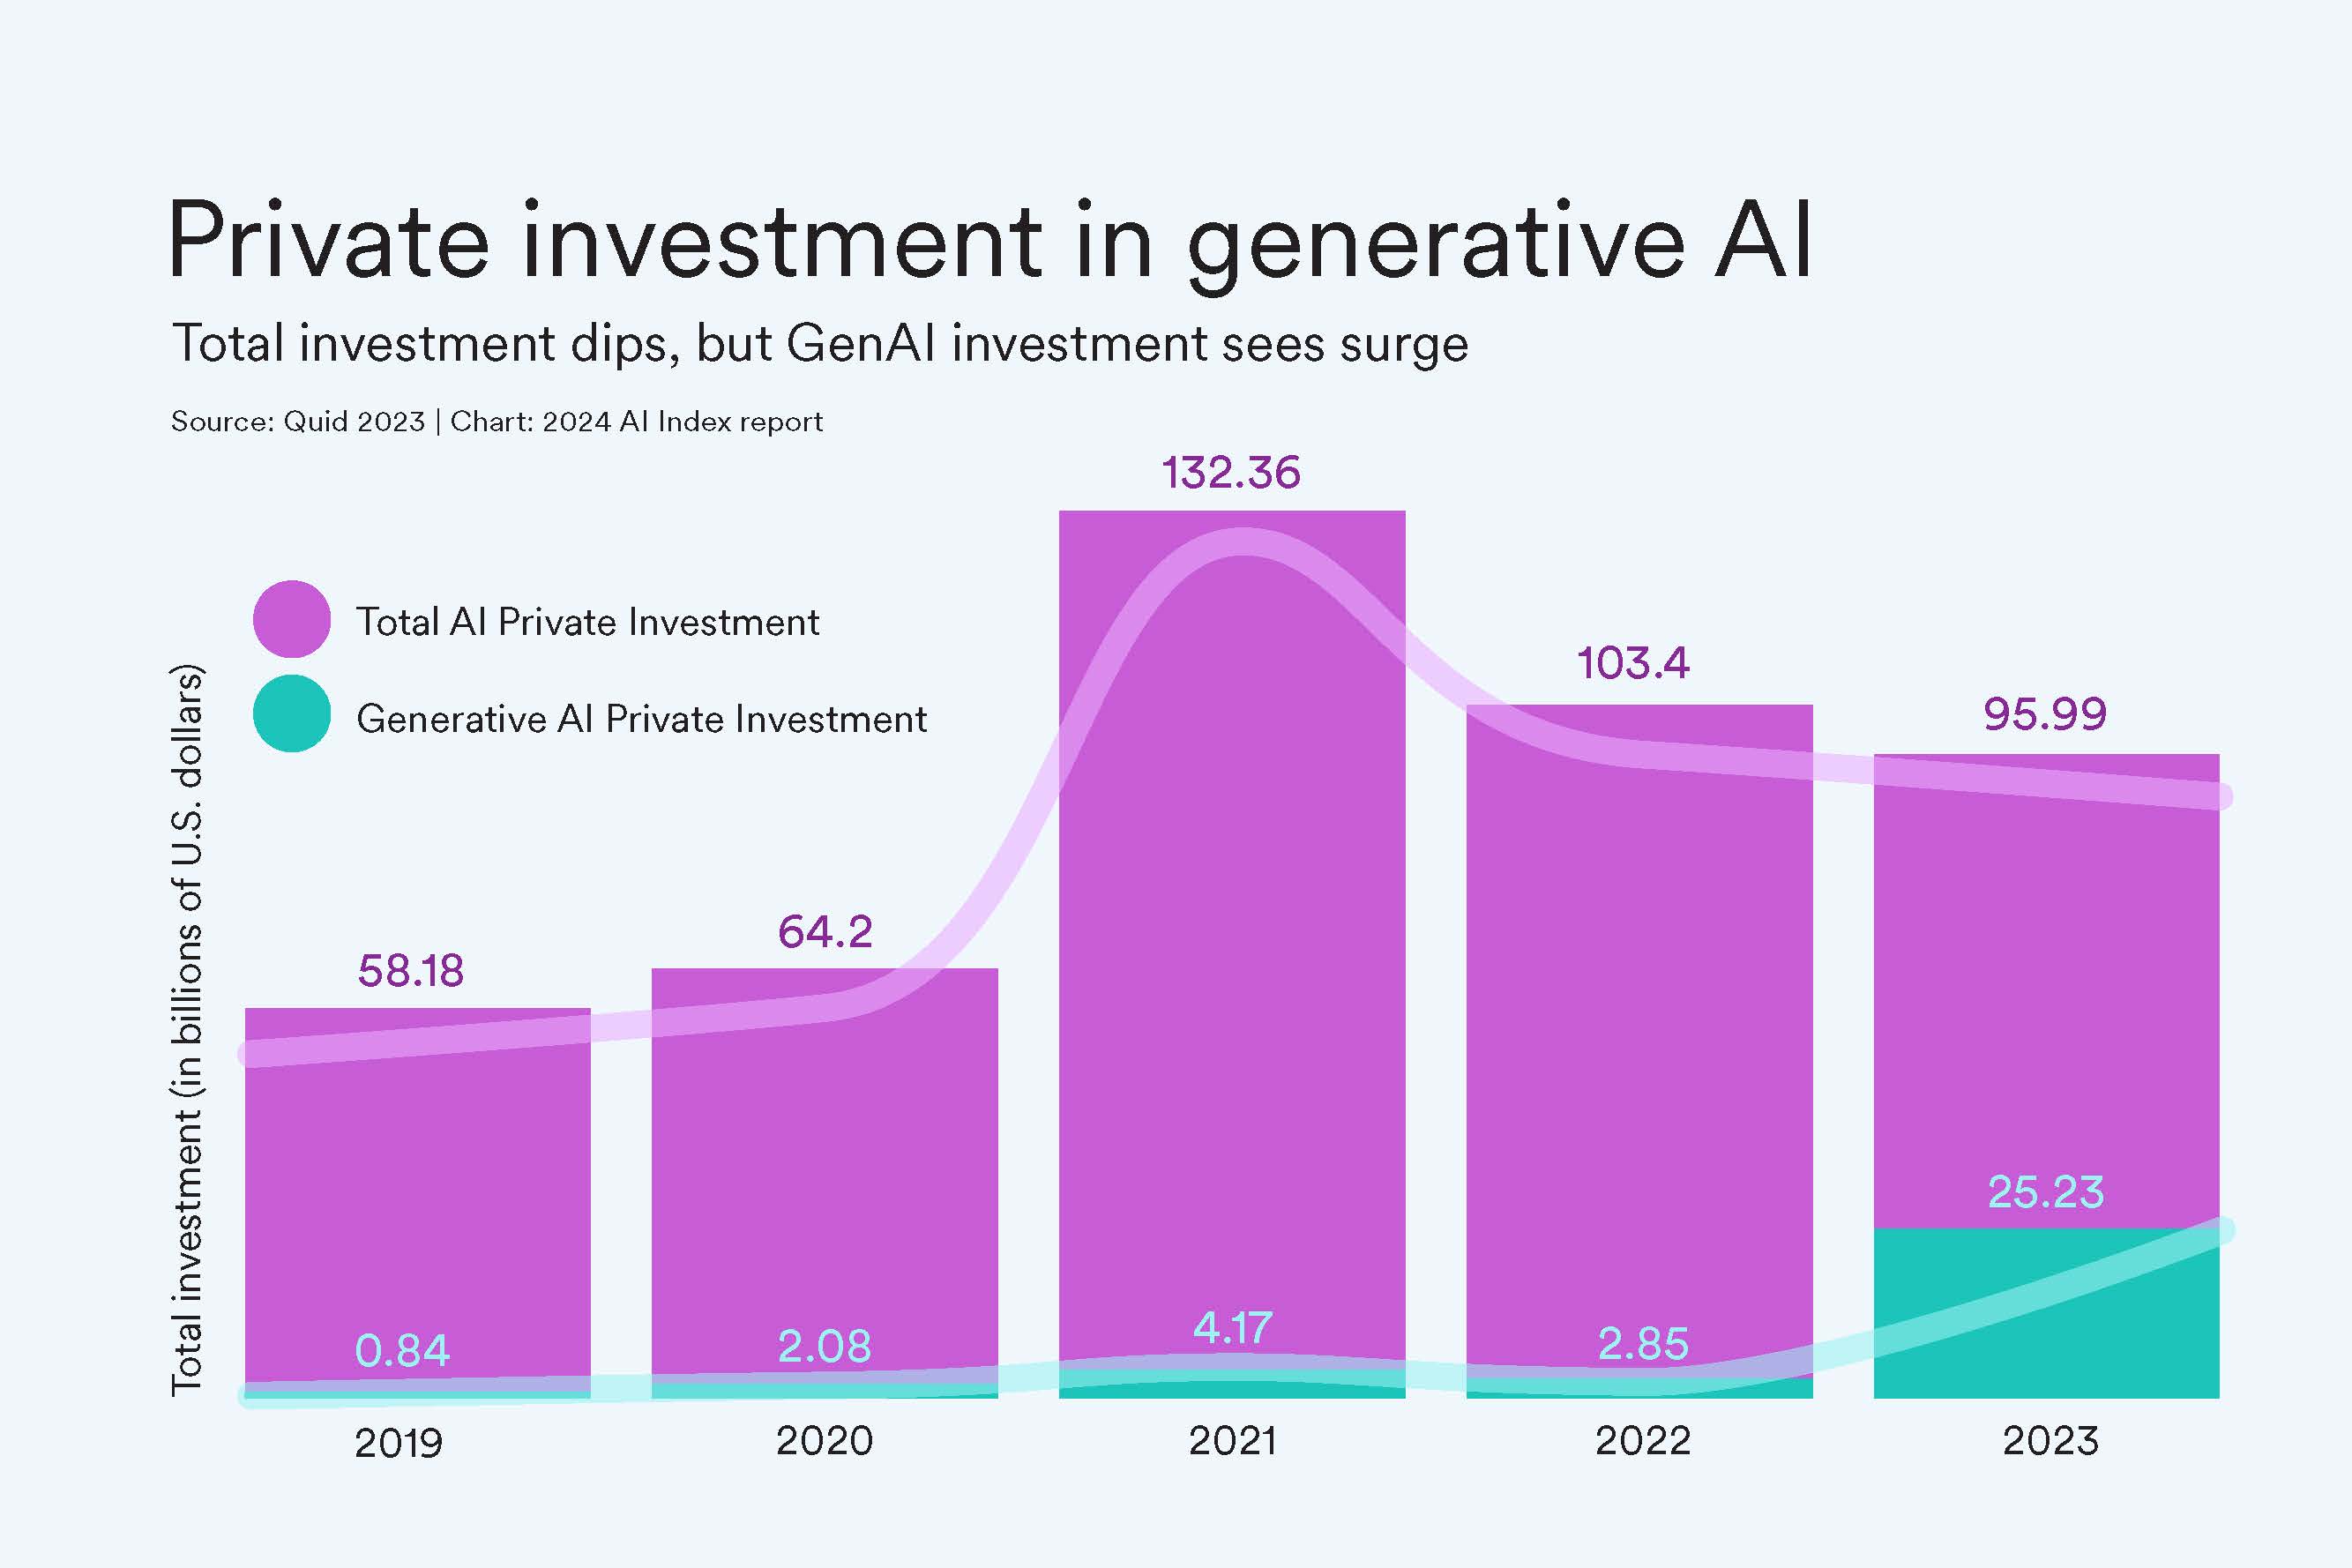 Private investment in generative AI
Total investment dips, but GenAI investment sees surge
Source: Quid 2023 | Chart: 2024 AI Index report
Total AI Private Investment
Generative AI Private Investment
Total investment (in billions of U.S. dollars)
58.18
64.2
132.36
103.4
95.99
0.84
2.08
4.17
2.85
25.23
2019
2020
2021
2022
2023